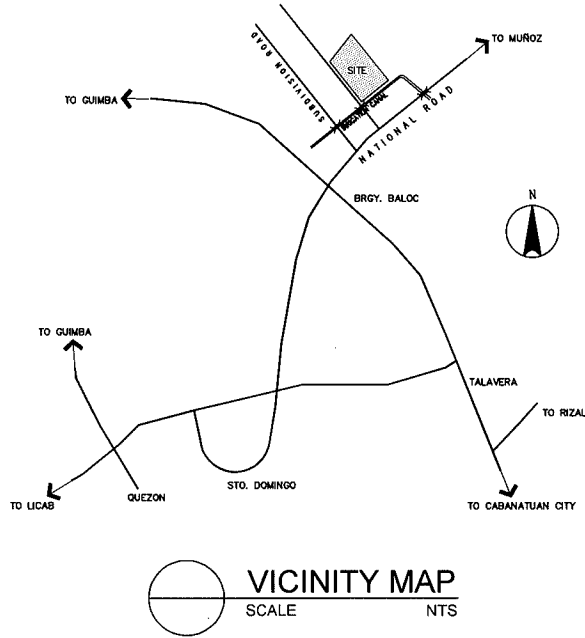 TO MUÑOZ
SUBDIVISION ROAD
SITE
TO GUIMBA
NATIONAL ROAD
BRGY. BALOC
N
TO GUIMBA
TALAVERA
TO RIZAL
TO LICAB
QUEZON
STO. DOMINGO
TO CABANATUAN CITY
VICINITY MAP
SCALE NTS